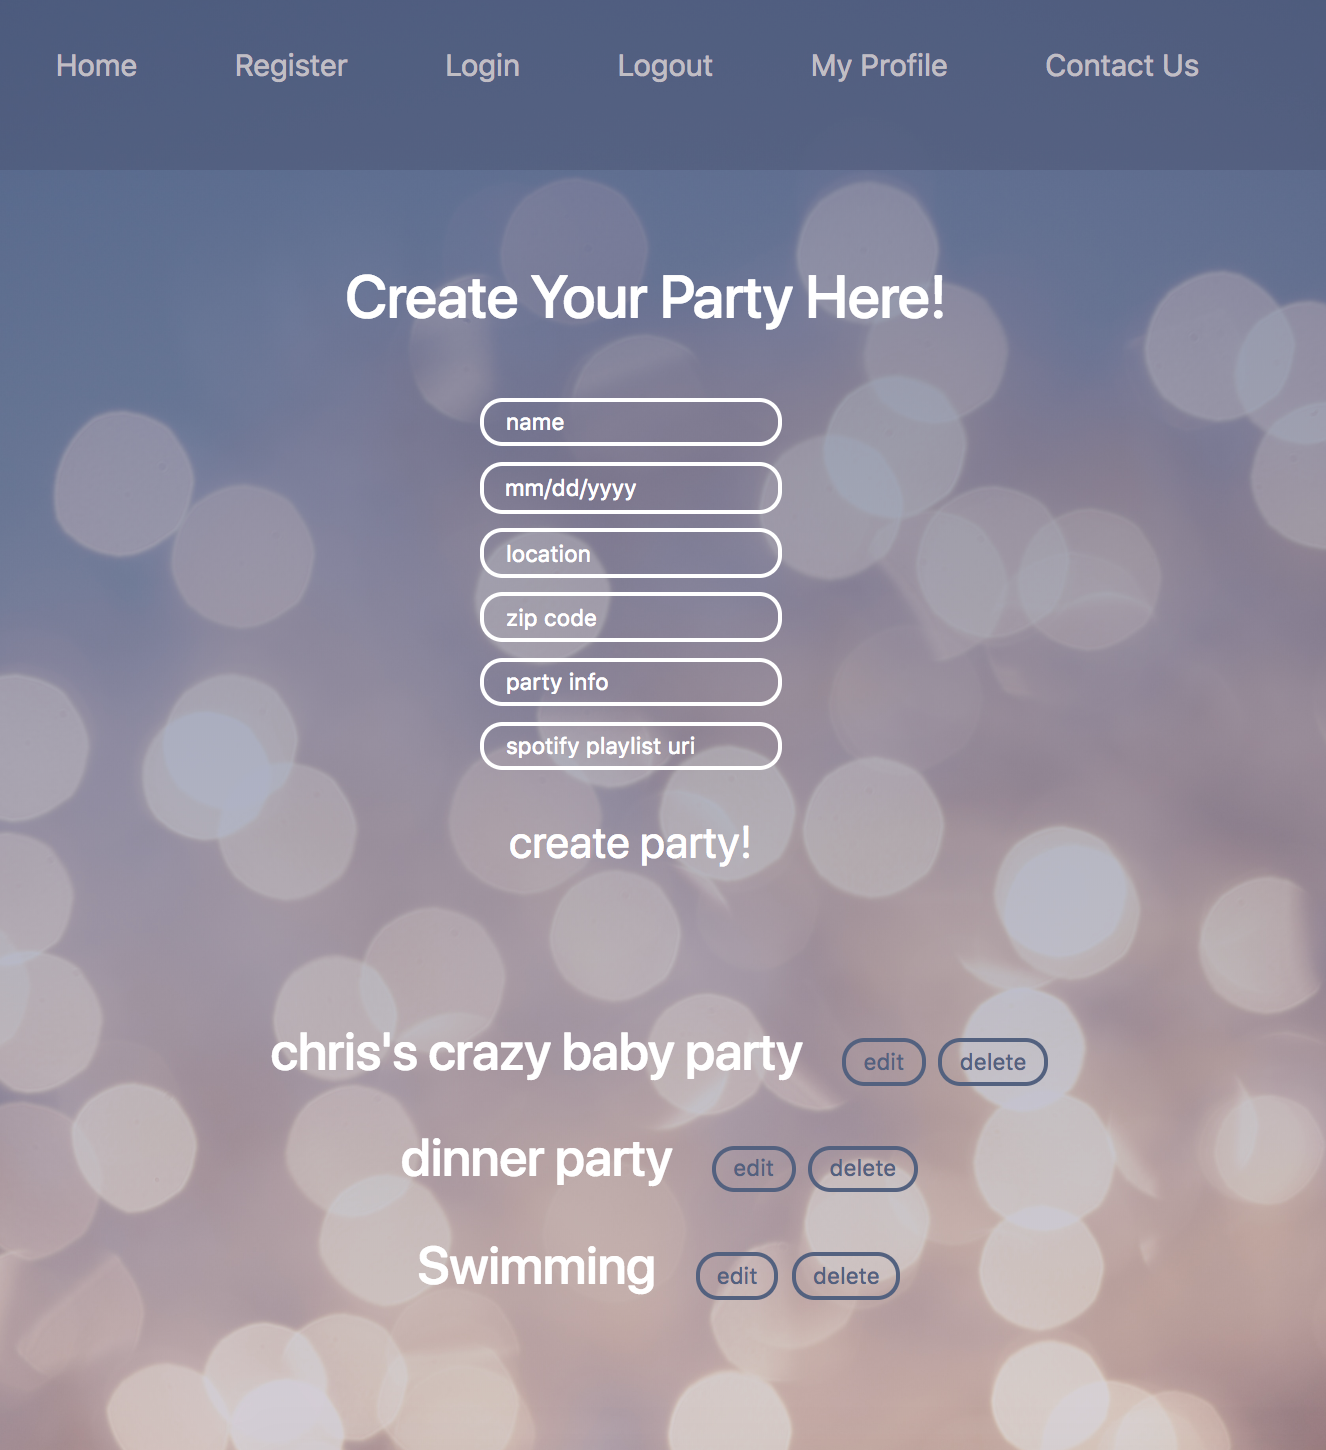 Home Register Login Logout My Profile Contact Us
Create Your Party Here!
name
mm/dd/yyyy
location
zip code
party info
spotify playlist uri
create party!
chris's crazy baby party edit delete
dinner party edit delete
Swimming edit delete